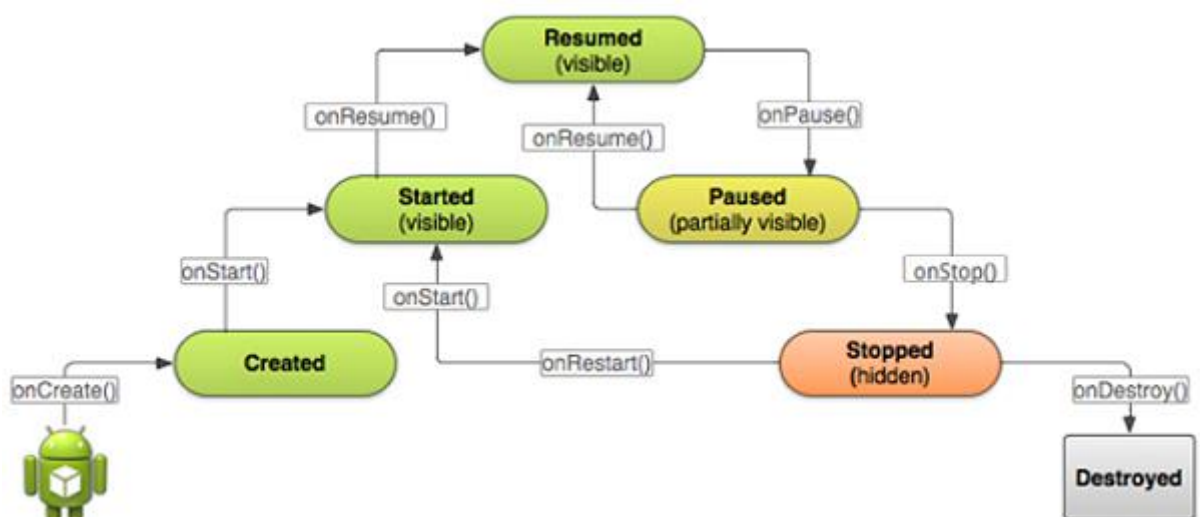 Resumed
(visible)
onResume()
onResume()
onPause()
Started
(visible)
Paused
(partially visible)
onStart()
onStart()
onStop()
Created
onRestart()
Stopped
(hidden)
onCreate()
onDestroy()
Destroyed